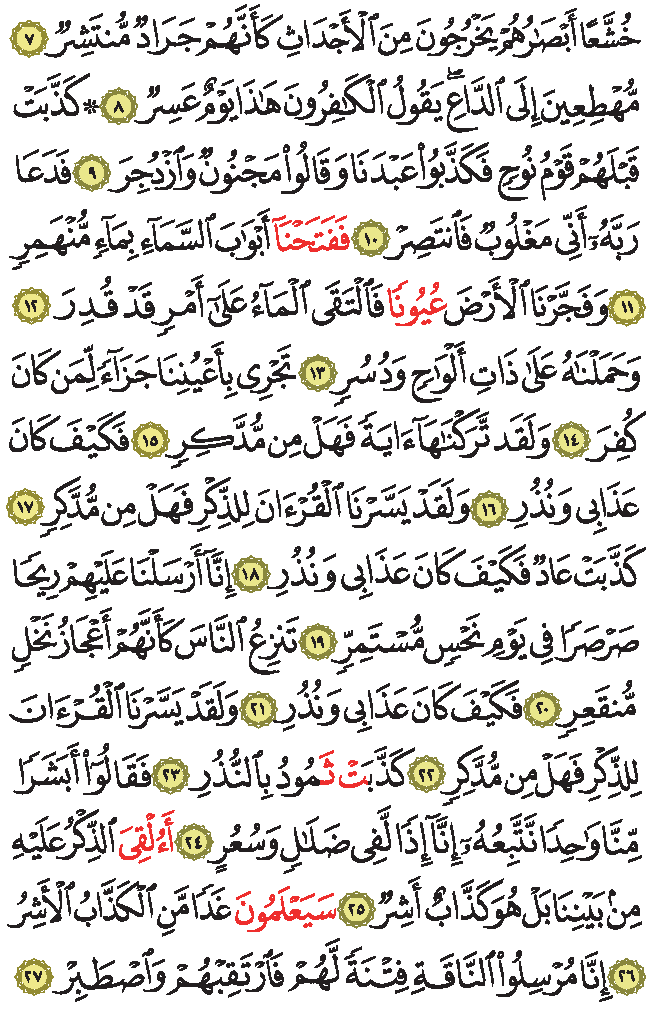 خُشَّعًا أَبْصَٰرُهُمْ يَخْرُجُونَ مِنَ ٱلْأَجْدَاثِ كَأَنَّهُمْ جَرَادٌ مُّنتَشِرٌ ٧
مُّهْطِعِينَ إِلَى ٱلدَّاعِ ۖ يَقُولُ ٱلْكَٰفِرُونَ هَٰذَا يَوْمٌ عَسِرٌ ٨ * كَذَّبَتْ
قَبْلَهُمْ قَوْمُ نُوحٍ فَكَذَّبُوا۟ عَبْدَنَا وَقَالُوا۟ مَجْنُونٌ وَٱزْدُجِرَ ٩ فَدَعَا
رَبَّهُۥٓ أَنِّى مَغْلُوبٌ فَٱنتَصِرْ ١٠ فَفَتَحْنَآ أَبْوَٰبَ ٱلسَّمَآءِ بِمَآءٍ مُّنْهَمِرٍ
١١ وَفَجَّرْنَا ٱلْأَرْضَ عُيُونًا فَٱلْتَقَى ٱلْمَآءُ عَلَىٰٓ أَمْرٍ قَدْ قُدِرَ ١٢
وَحَمَلْنَٰهُ عَلَىٰ ذَاتِ أَلْوَٰحٍ وَدُسُرٍ ١٣ تَجْرِى بِأَعْيُنِنَا جَزَآءً لِّمَن كَانَ
كُفِرَ ١٤ وَلَقَد تَّرَكْنَٰهَآ ءَايَةً فَهَلْ مِن مُّدَّكِرٍ ١٥ فَكَيْفَ كَانَ
عَذَابِى وَنُذُرِ ١٦ وَلَقَدْ يَسَّرْنَا ٱلْقُرْءَانَ لِلذِّكْرِ فَهَلْ مِن مُّدَّكِرٍ ١٧
كَذَّبَتْ عَادٌ فَكَيْفَ كَانَ عَذَابِى وَنُذُرِ ١٨ إِنَّآ أَرْسَلْنَا عَلَيْهِمْ رِيحًا
صَرْصَرًا فِى يَوْمِ نَحْسٍ مُّسْتَمِرٍّ ١٩ تَنزِعُ ٱلنَّاسَ كَأَنَّهُمْ أَعْجَازُ نَخْلٍ
مُّنقَعِرٍ ٢٠ فَكَيْفَ كَانَ عَذَابِى وَنُذُرِ ٢١ وَلَقَدْ يَسَّرْنَا ٱلْقُرْءَانَ
لِلذِّكْرِ فَهَلْ مِن مُّدَّكِرٍ ٢٢ كَذَّبَتْ ثَمُودُ بِٱلنُّذُرِ ٢٣ فَقَالُوٓا۟ أَبَشَرًا
مِّنَّا وَٰحِدًا نَّتَّبِعُهُۥٓ إِنَّآ إِذًا لَّفِى ضَلَٰلٍ وَسُعُرٍ ٢٤ أَءُلْقِىَ ٱلذِّكْرُ عَلَيْهِ
مِنۢ بَيْنِنَا بَلْ هُوَ كَذَّابٌ أَشِرٌ ٢٥ سَيَعْلَمُونَ غَدًا مَّنِ ٱلْكَذَّابُ ٱلْأَشِرُ
٢٦ إِنَّا مُرْسِلُوا۟ ٱلنَّاقَةِ فِتْنَةً لَّهُمْ فَٱرْتَقِبْهُمْ وَٱصْطَبِرْ ٢٧